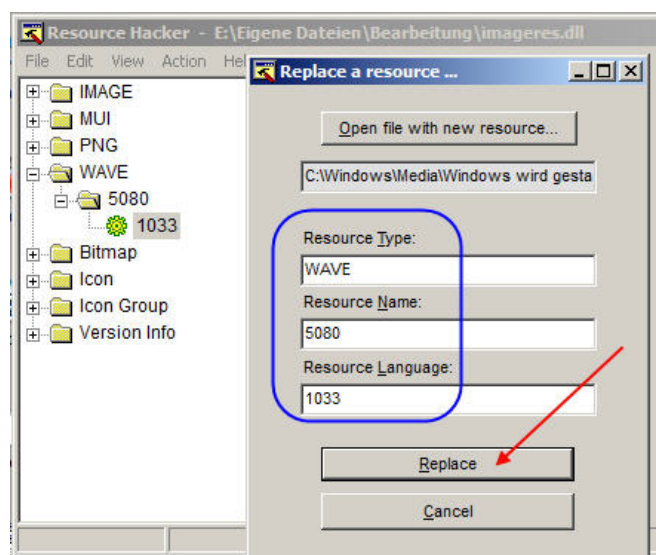 Resource Hacker - E:\Eigene Dateien\Bearbeitung\imageres.dll
File Edit View Action
IMAGE
MUI
PNG
WAVE
5080
1033
Bitmap
Icon
Icon Group
Version Info
Replace a resource ...
Open file with new resource...
C:\Windows\Media\Windows wird gesta
Resource Type:
WAVE
Resource Name:
5080
Resource Language:
1033
Replace
Cancel